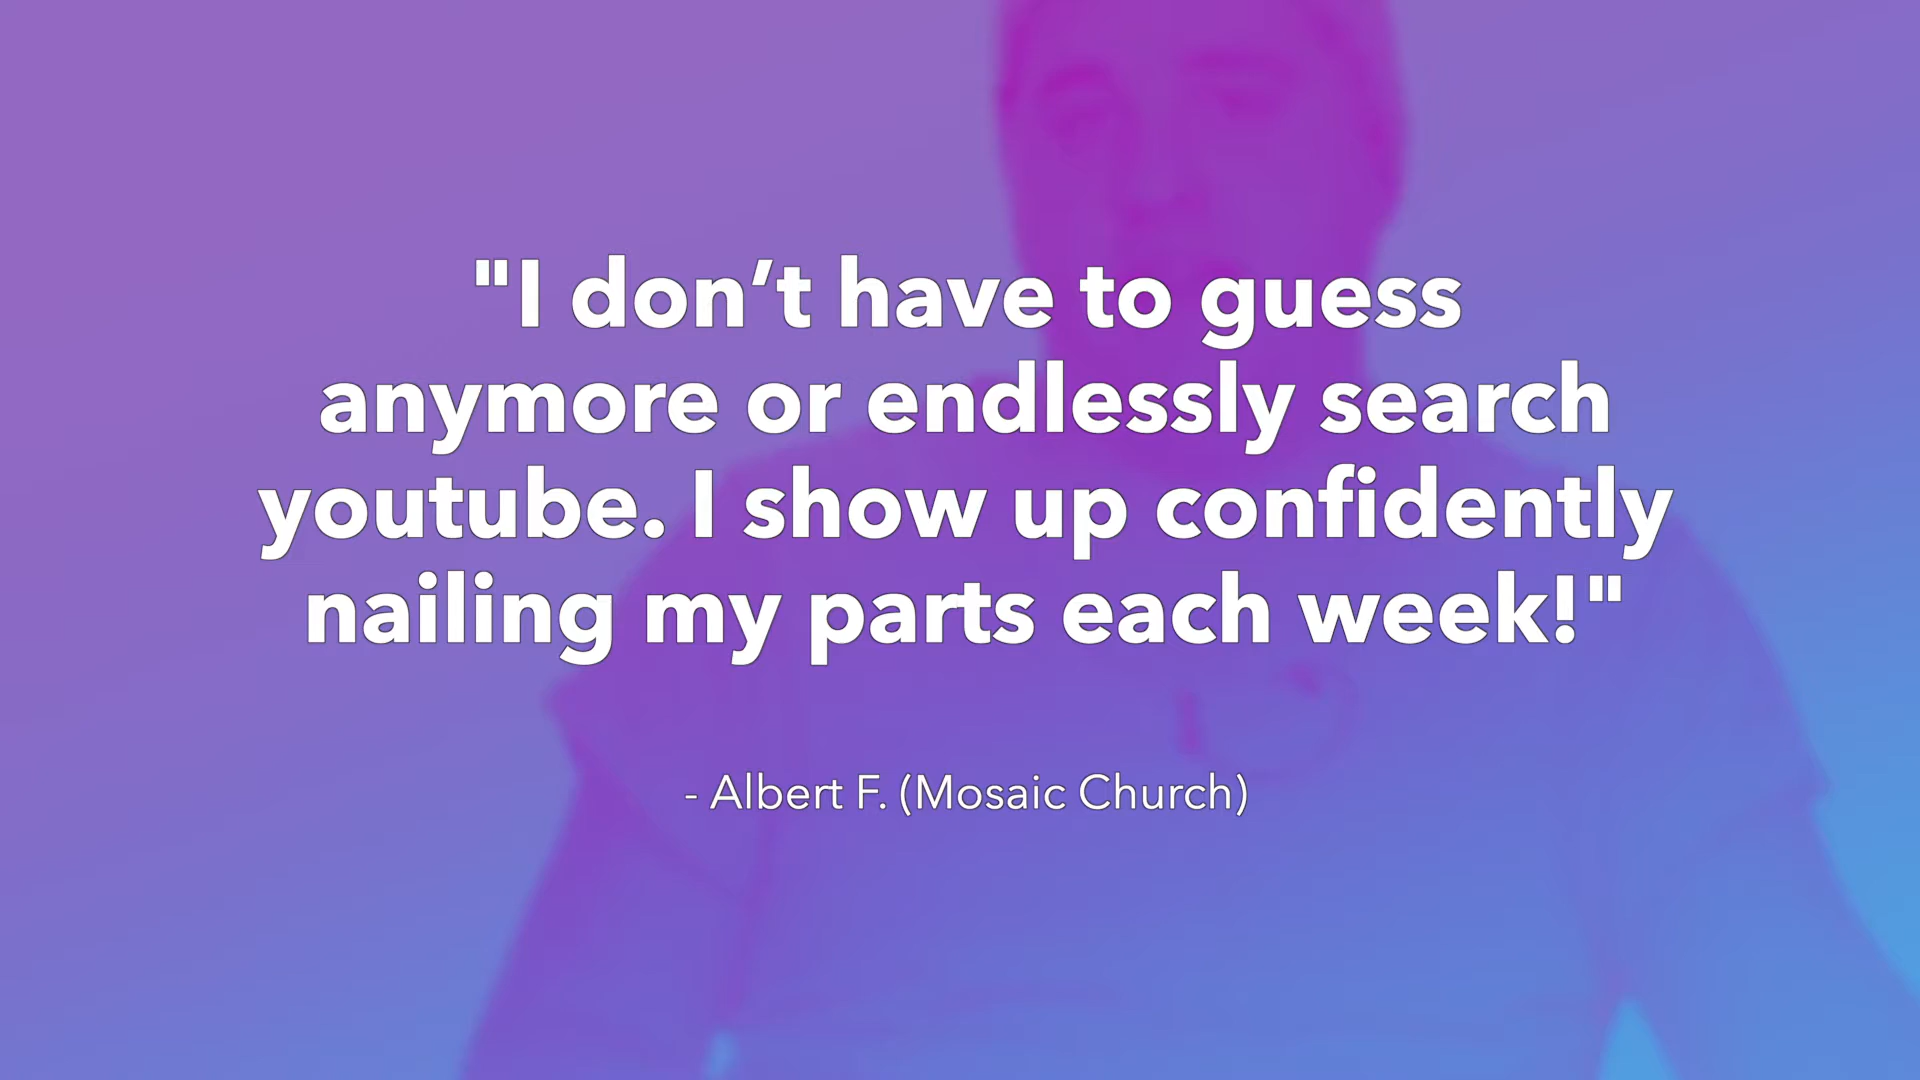 "I don’t have to guess
anymore or endlessly search
youtube. I show up confidently
nailing my parts each week!"
- Albert F. (Mosaic Church)